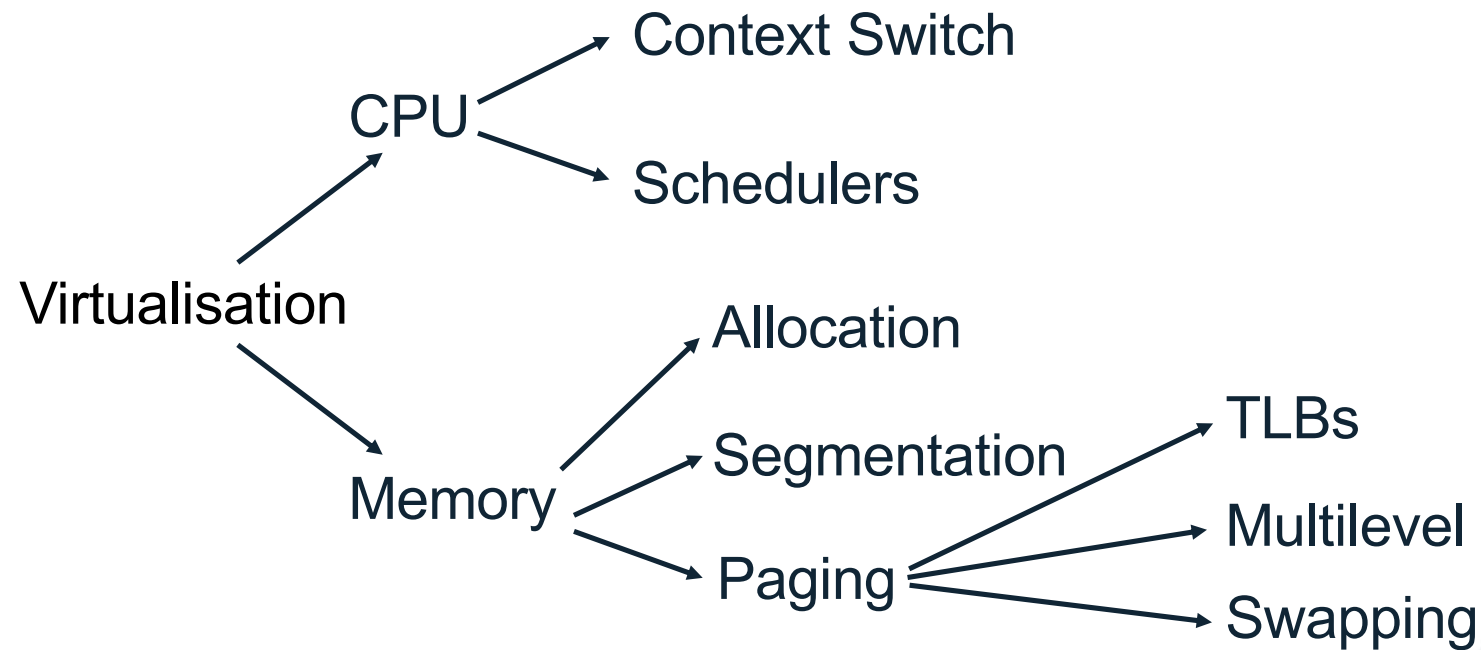 Context Switch
CPU
Schedulers
Virtualisation
Allocation
TLBs
Segmentation
Memory
Multilevel
Paging
Swapping